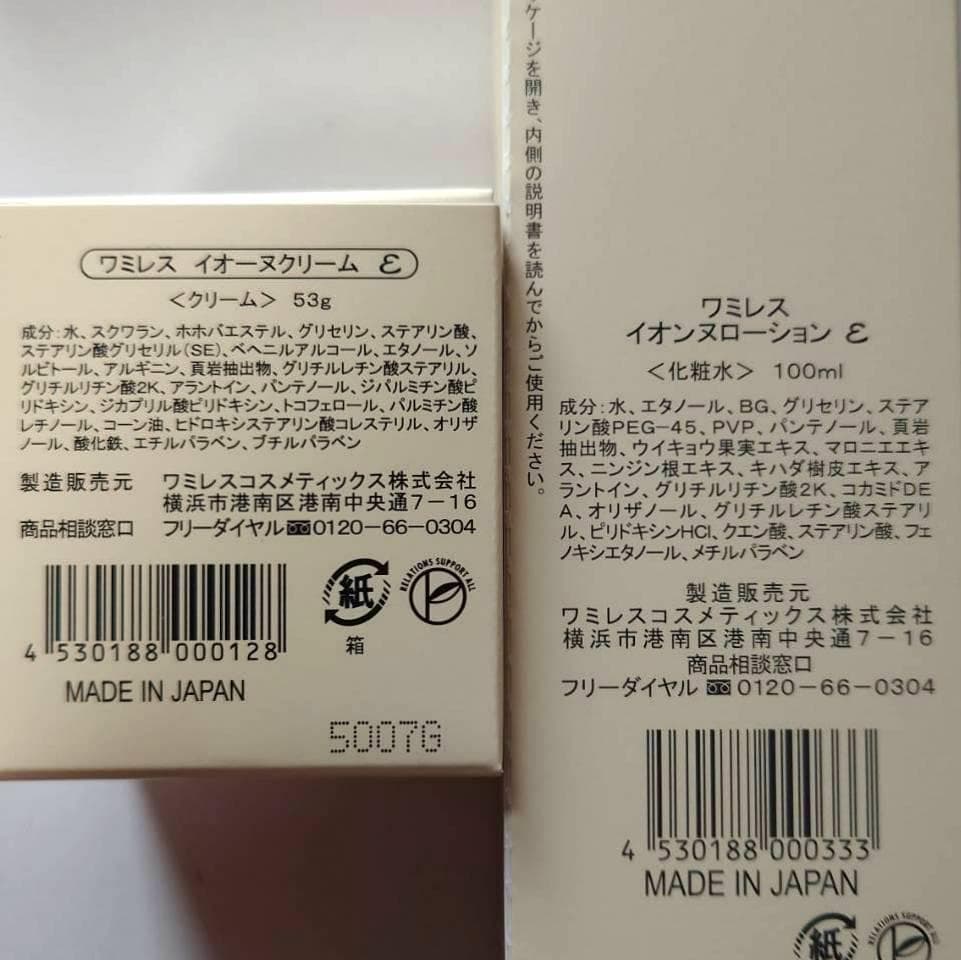 ワミレス イオーヌクリーム ε
＜クリーム＞ 53g
成分:水、スクワラン、ホホバエステル、グリセリン、ステアリン酸、
ステアリン酸グリセリル(SE)、ベヘニルアルコール、エタノール、ソ
ルビトール、アルギニン、頁岩抽出物、グリチルレチン酸ステアリル、
グリチルリチン酸2K、アラントイン、パンテノール、ジパルミチン酸ピ
リドキシン、ジカプリル酸ピリドキシン、トコフェロール、パルミチン酸
レチノール、コーン油、ヒドロキシステアリン酸コレステリル、オリザ
ノール、酸化鉄、エチルパラベン、ブチルパラベン
製造販売元 ワミレスコスメティックス株式会社
横浜市港南区港南中央通7－16
商品相談窓口 フリーダイヤル 0120－66－0304
紙
箱
RELATIONS SUPPORT ALL
4 530188 000128
MADE IN JAPAN
5007G
ケージを開き、内側の説明書を読んでからご使用ください。
ワミレス
イオンヌローション ε
＜化粧水＞ 100ml
成分:水、エタノール、BG、グリセリン、ステア
リン酸PEG-45、PVP、パンテノール、頁岩
抽出物、ウイキョウ果実エキス、マロニエエキ
ス、ニンジン根エキス、キハダ樹皮エキス、ア
ラントイン、グリチルリチン酸2K、コカミドDE
A、オリザノール、グリチルレチン酸ステアリ
ル、ピリドキシンHCl、クエン酸、ステアリン酸、フェ
ノキシエタノール、メチルパラベン
製造販売元
ワミレスコスメティックス株式会社
横浜市港南区港南中央通7－16
商品相談窓口
フリーダイヤル 0120－66－0304
4 530188 000333
MADE IN JAPAN
紙
RELATIONS SUPPORT ALL